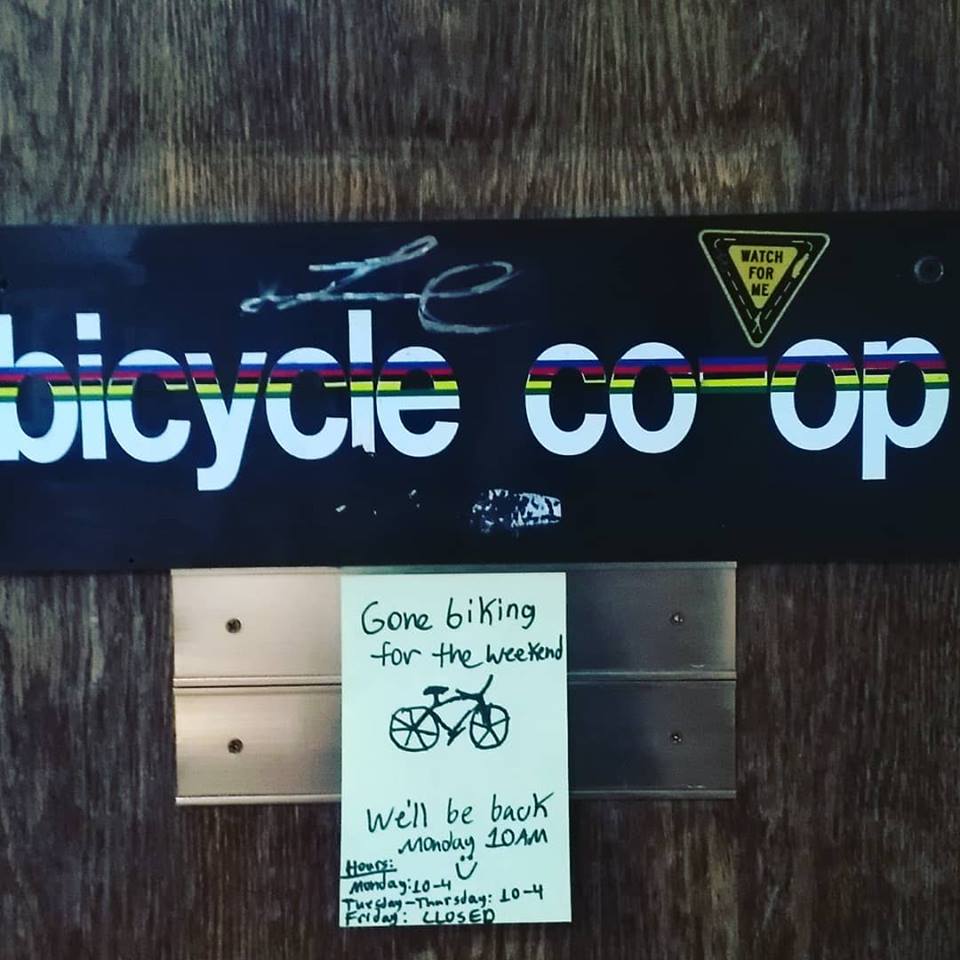 Le
WATCH
FOR
ME
bicycle co-op
Gone biking
for the weekend
We'll be back
Monday 10AM
Hours:
Monday: 10-4
Tuesday-Thursday: 10-4
Friday: CLOSED